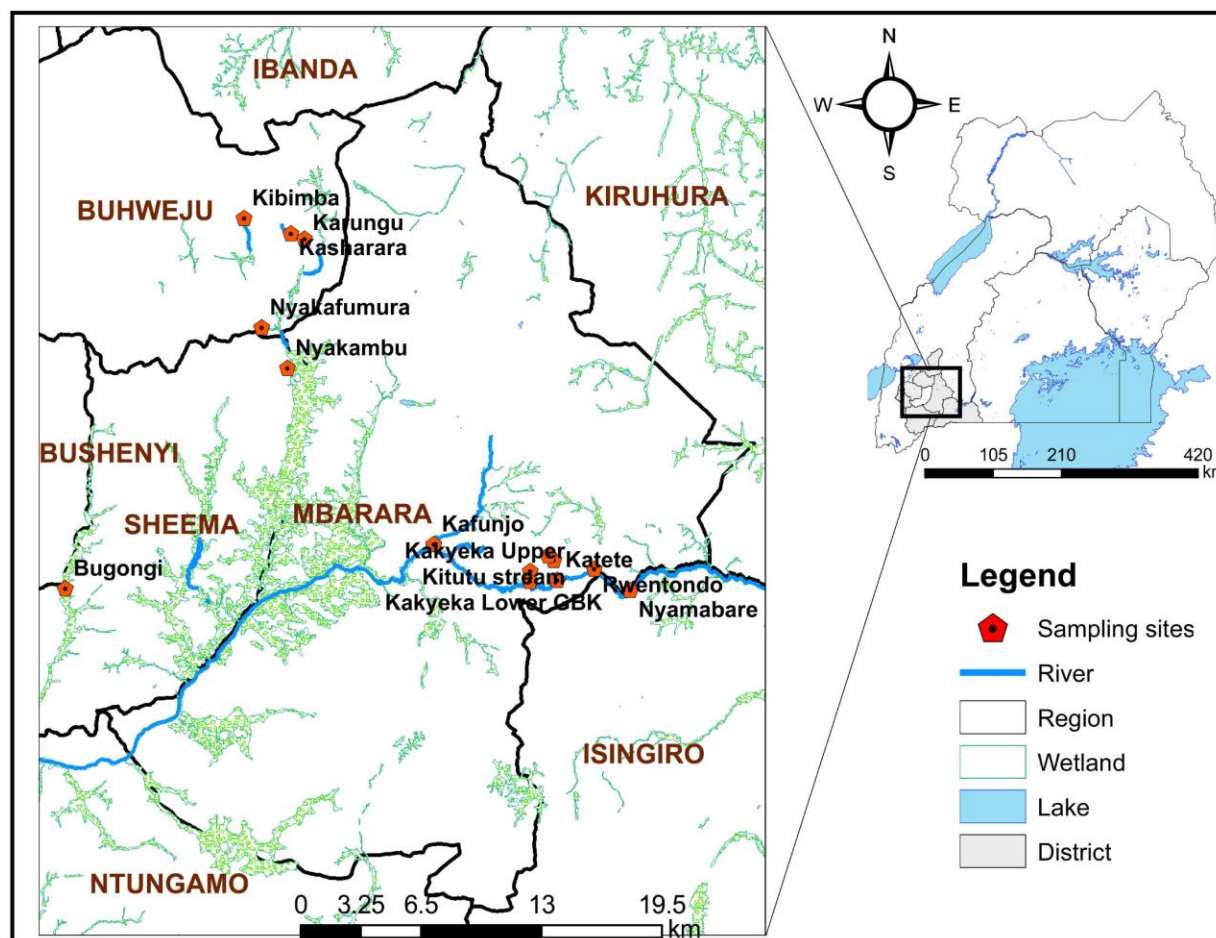 IBANDA
KIRUHURA
BUHWEJU
Kibimba
Karungu
Kasharara
Nyakafumura
Nyakambu
BUSHENYI
SHEEMA
MBARARA
Bugongi
Kafunjo
Kakyeka Upper
Katete
Kitutu stream
Rwentondo
Kakyeka Lower GBK
Nyamabare
ISINGIRO
NTUNGAMO
0 3.25 6.5 13 19.5
km
N
W E
S
0 105 210 420
km
Legend
Sampling sites
River
Region
Wetland
Lake
District